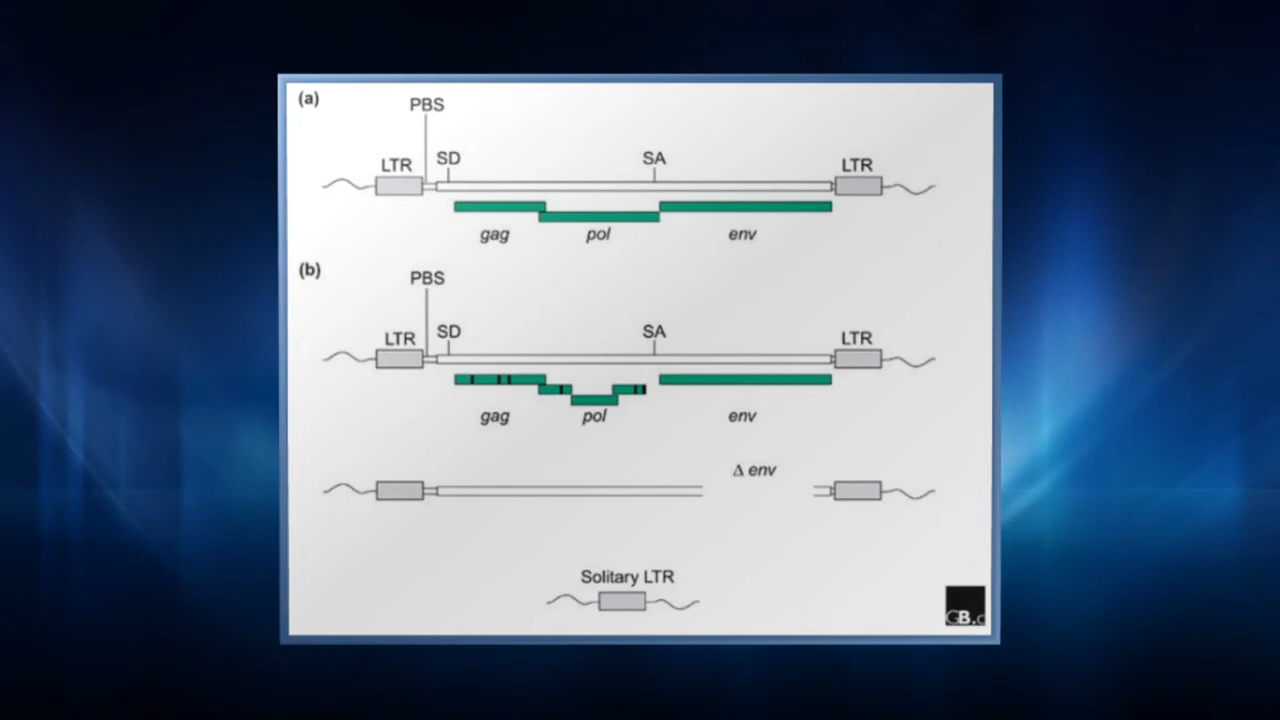 (a)
PBS
LTR SD SA LTR
gag pol env
(b)
PBS
LTR SD SA LTR
gag pol env
Δ env
Solitary LTR
GB.c